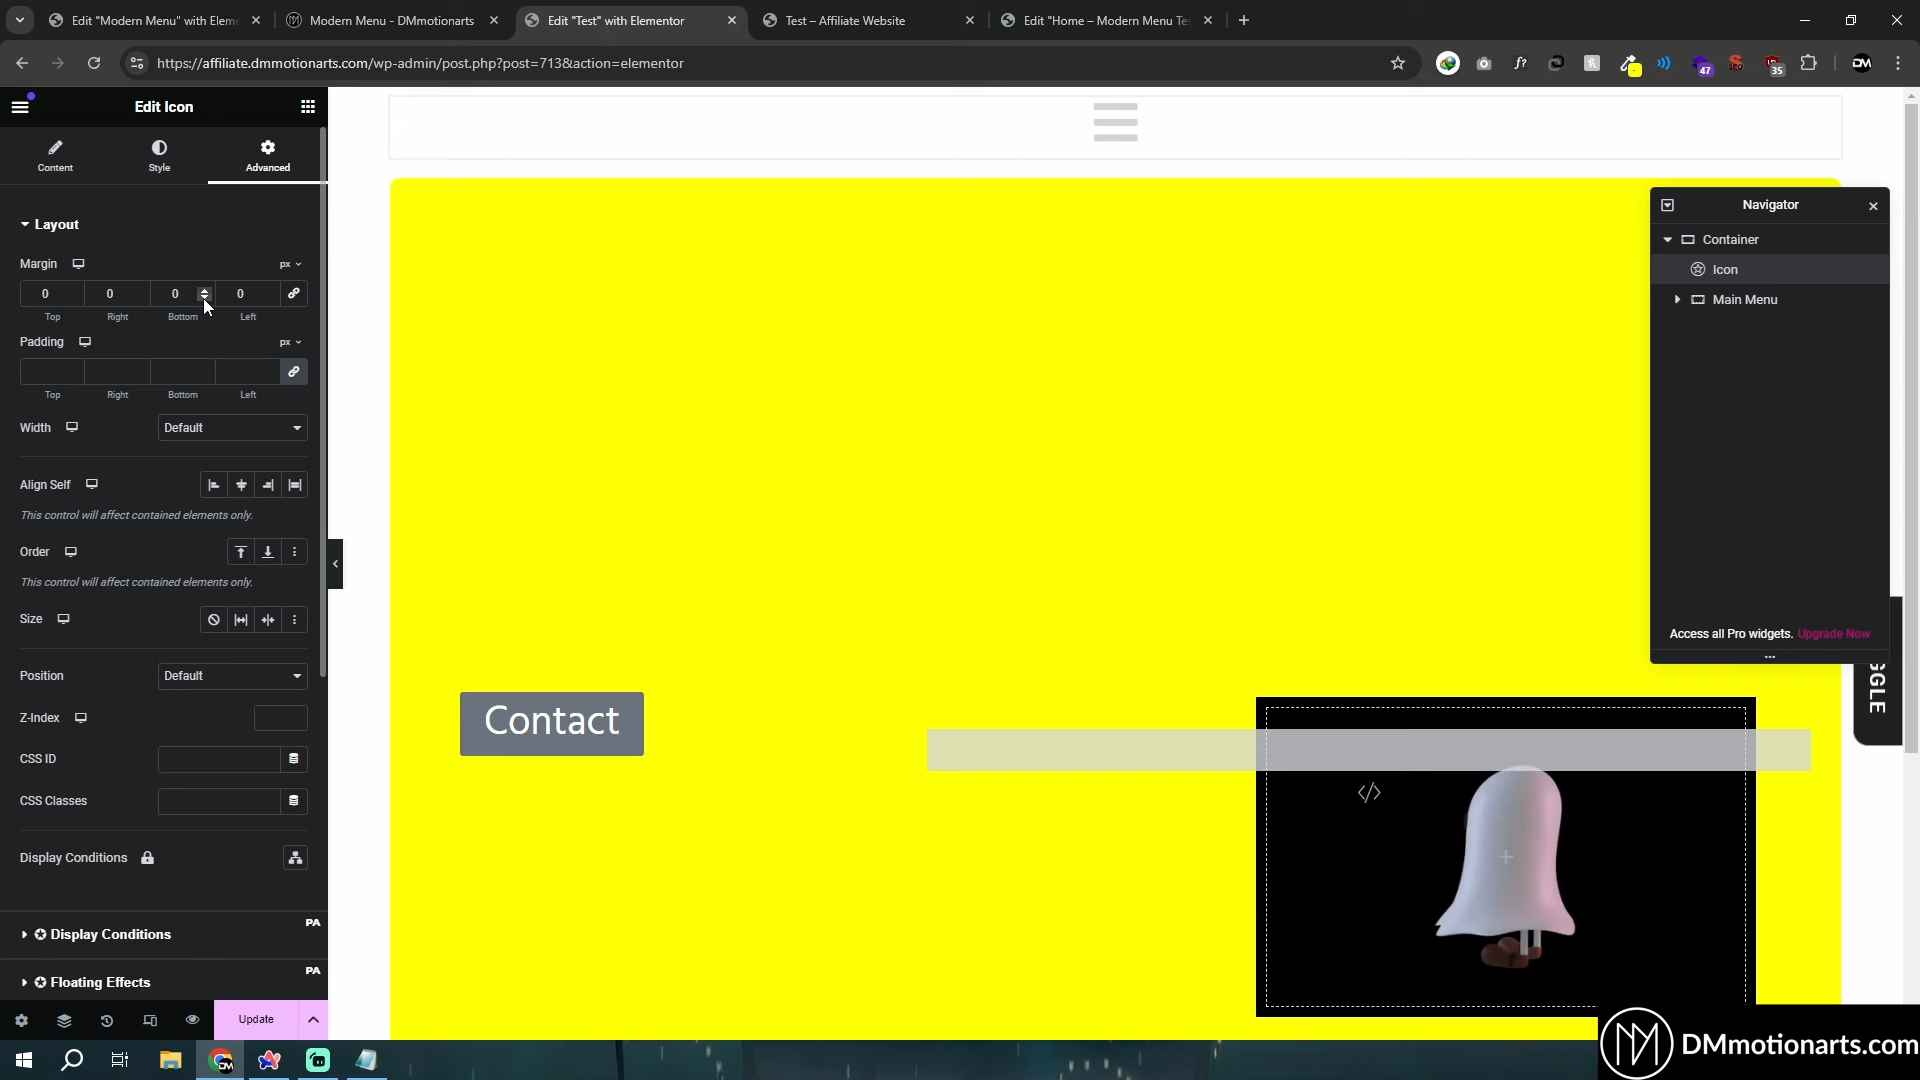 Edit "Modern Menu" with Elem
Modern Menu - DMmotionarts
Edit "Test" with Elementor
Test – Affiliate Website
Edit "Home – Modern Menu Te
https://affiliate.dmmotionarts.com/wp-admin/post.php?post=713&action=elementor
f?
47
SEO
35
DM
Edit Icon
Content
Style
Advanced
Layout
Margin
px
0
0
0
0
Top
Right
Bottom
Left
Padding
px
Top
Right
Bottom
Left
Width
Default
Align Self
This control will affect contained elements only.
Order
This control will affect contained elements only.
Size
Position
Default
Z-Index
CSS ID
CSS Classes
Display Conditions
PA
Display Conditions
PA
Floating Effects
Update
Contact
Navigator
Container
Icon
Main Menu
Access all Pro widgets. Upgrade Now
GGLE
DMmotionarts.com